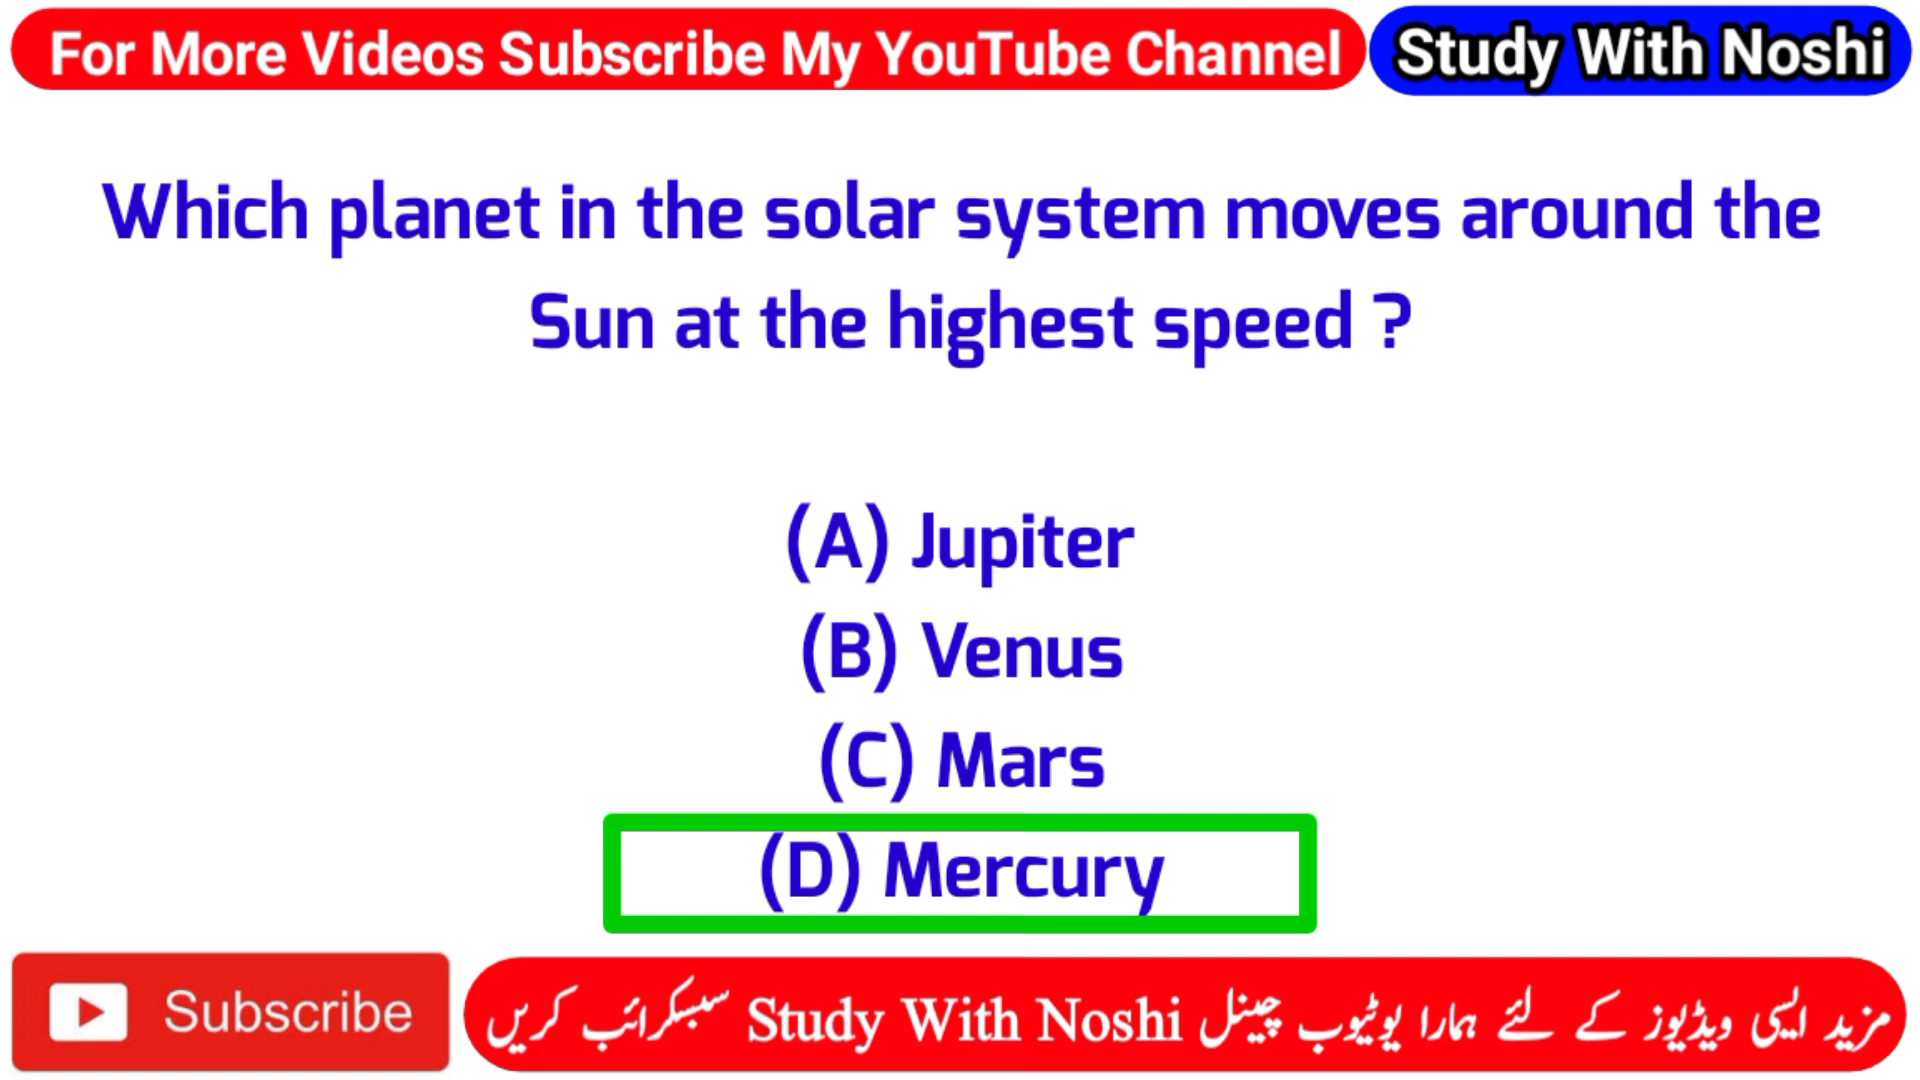 For More Videos Subscribe My YouTube Channel
Study With Noshi
Which planet in the solar system moves around the
Sun at the highest speed ?
(A) Jupiter
(B) Venus
(C) Mars
(D) Mercury
Subscribe
مزید ایسی ویڈیوز کے لئے ہمارا یوٹیوب چینل Study With Noshi سبسکرائب کریں